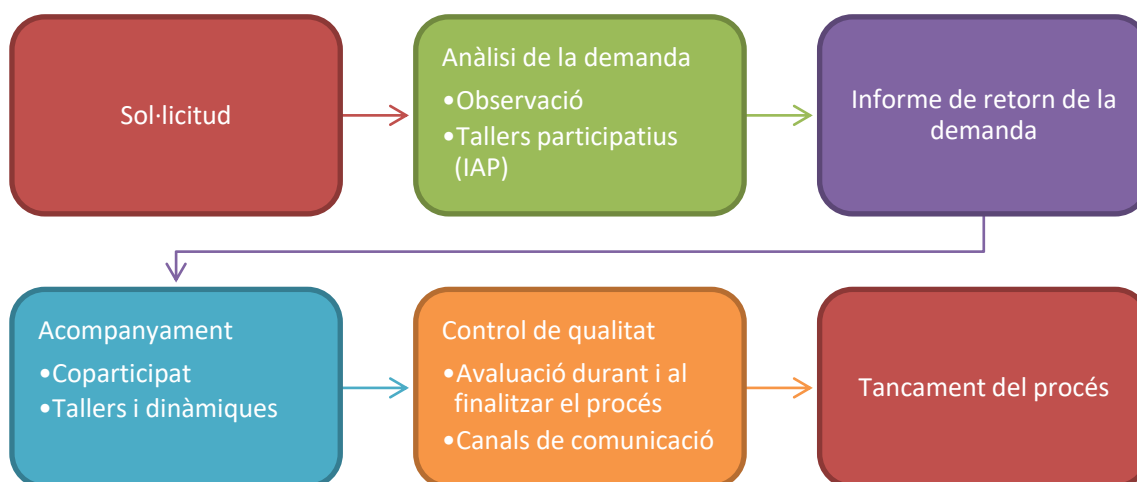 Sol·licitud
Anàlisi de la demanda
•Observació
•Tallers participatius
(IAP)
Informe de retorn de la
demanda
Acompanyament
•Coparticipat
•Tallers i dinàmiques
Control de qualitat
•Avaluació durant i al
finalitzar el procés
•Canals de comunicació
Tancament del procés